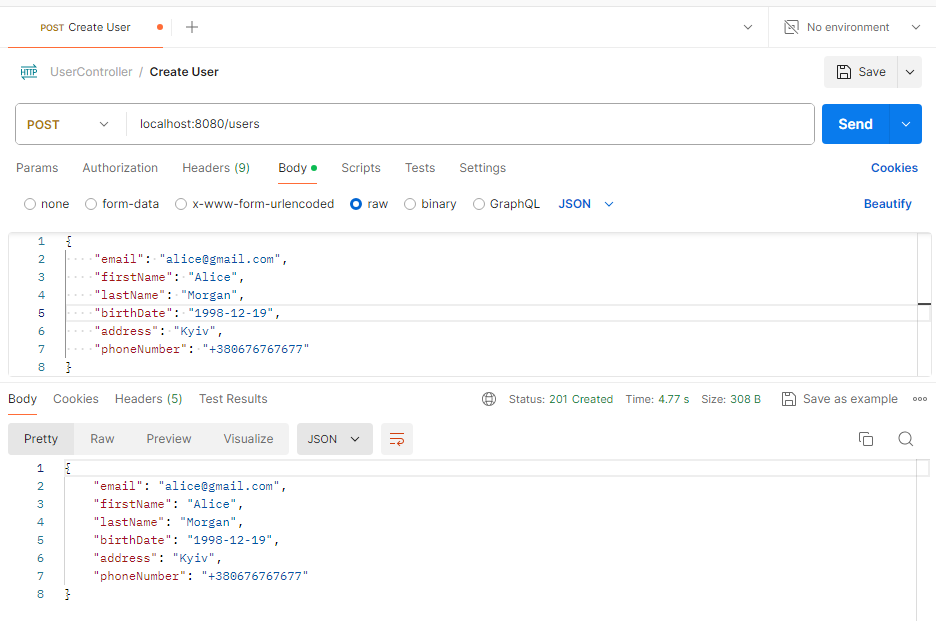 POST Create User
No environment
HTTP UserController / Create User
Save
POST localhost:8080/users
Send
Params Authorization Headers (9) Body Scripts Tests Settings Cookies
none form-data x-www-form-urlencoded raw binary GraphQL JSON Beautify
1 {
2 "email": "alice@gmail.com",
3 "firstName": "Alice",
4 "lastName": "Morgan",
5 "birthDate": "1998-12-19",
6 "address": "Kyiv",
7 "phoneNumber": "+380676767677"
8 }
Body Cookies Headers (5) Test Results Status: 201 Created Time: 4.77 s Size: 308 B Save as example
Pretty Raw Preview Visualize JSON
1 {
2 "email": "alice@gmail.com",
3 "firstName": "Alice",
4 "lastName": "Morgan",
5 "birthDate": "1998-12-19",
6 "address": "Kyiv",
7 "phoneNumber": "+380676767677"
8 }